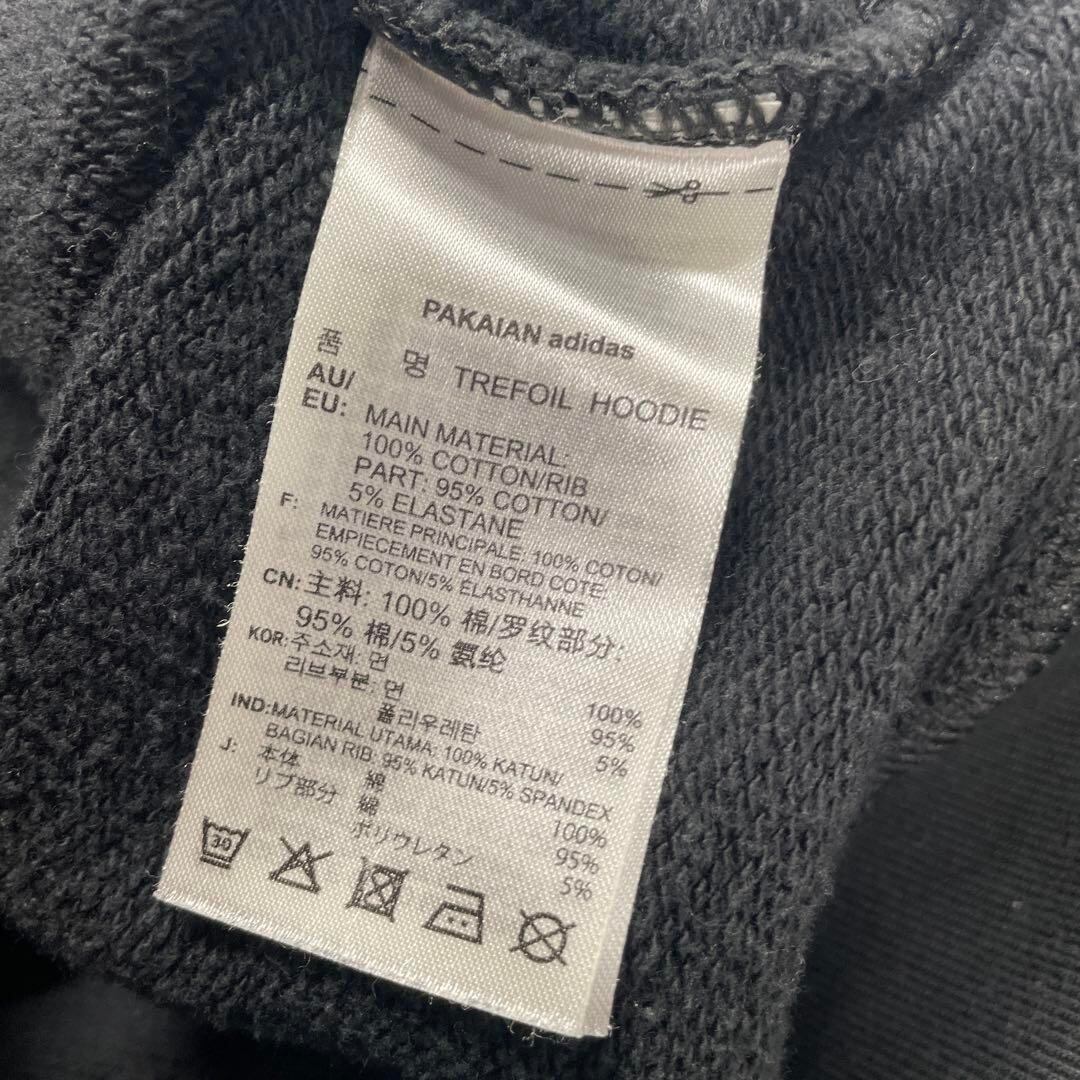 PAKAIAN adidas
품 명 TREFOIL HOODIE
AU/
EU: MAIN MATERIAL:
100% COTTON/RIB
PART: 95% COTTON/
5% ELASTANE
F: MATIERE PRINCIPALE: 100% COTON/
EMPIECEMENT EN BORD COTE:
95% COTON/5% ÉLASTHANNE
CN: 主料: 100% 棉/罗纹部分:
95% 棉/5% 氨纶
KOR: 주소재: 면 100%
리브부분: 면 95%
폴리우레탄 5%
IND: MATERIAL UTAMA: 100% KATUN/
BAGIAN RIB: 95% KATUN/5% SPANDEX
J: 本体 綿 100%
リブ部分 綿 95%
ポリウレタン 5%
30